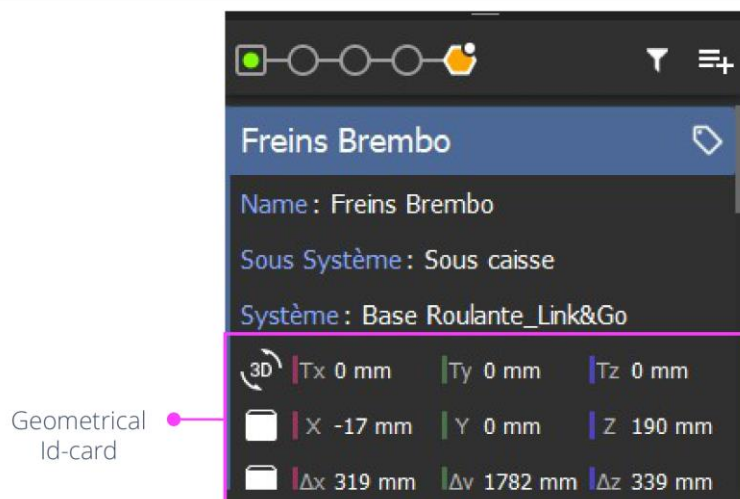 Freins Brembo
Name : Freins Brembo
Sous Système : Sous caisse
Système : Base Roulante_Link&Go
3D Tx 0 mm Ty 0 mm Tz 0 mm
X -17 mm Y 0 mm Z 190 mm
Δx 319 mm Δy 1782 mm Δz 339 mm
Geometrical
Id-card